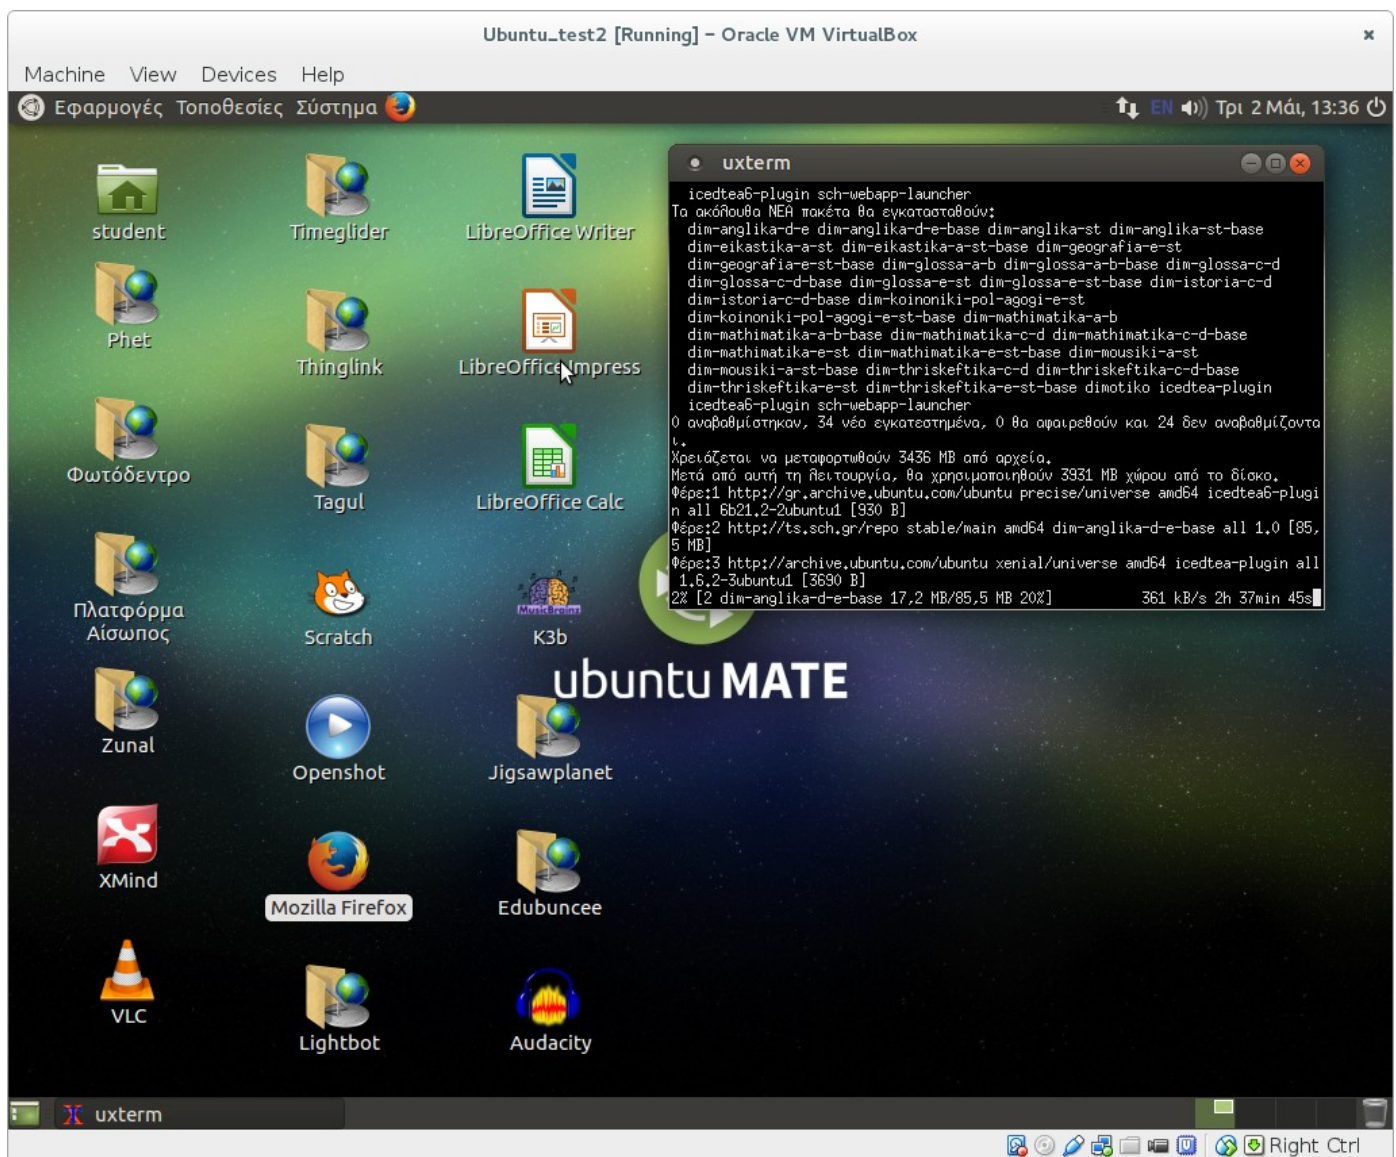 Ubuntu_test2 [Running] – Oracle VM VirtualBox
Machine View Devices Help
Εφαρμογές Τοποθεσίες Σύστημα
EN Τρι 2 Μάι, 13:36
student
Timeglider
LibreOffice Writer
Phet
Thinglink
LibreOffice Impress
Φωτόδεντρο
Tagul
LibreOffice Calc
Πλατφόρμα
Αίσωπος
Scratch
MusicBrainz
K3b
Zunal
Openshot
Jigsawplanet
XMind
Mozilla Firefox
Edubuncee
VLC
Lightbot
Audacity
ubuntu MATE
uxterm
icedtea6-plugin sch-webapp-launcher
Τα ακόλουθα ΝΕΑ πακέτα θα εγκατασταθούν:
dim-anglika-d-e dim-anglika-d-e-base dim-anglika-st dim-anglika-st-base
dim-eikastika-a-st dim-eikastika-a-st-base dim-geografia-e-st
dim-geografia-e-st-base dim-glossa-a-b dim-glossa-a-b-base dim-glossa-c-d
dim-glossa-c-d-base dim-glossa-e-st dim-glossa-e-st-base dim-istoria-c-d
dim-istoria-c-d-base dim-koinoniki-pol-agogi-e-st
dim-koinoniki-pol-agogi-e-st-base dim-mathimatika-a-b
dim-mathimatika-a-b-base dim-mathimatika-c-d dim-mathimatika-c-d-base
dim-mathimatika-e-st dim-mathimatika-e-st-base dim-mousiki-a-st
dim-mousiki-a-st-base dim-thriskeftika-c-d dim-thriskeftika-c-d-base
dim-thriskeftika-e-st dim-thriskeftika-e-st-base dimotiko icedtea-plugin
icedtea6-plugin sch-webapp-launcher
0 αναβαθμίστηκαν, 34 νέο εγκατεστημένα, 0 θα αφαιρεθούν και 24 δεν αναβαθμίζοντα
ι.
Χρειάζεται να μεταφορτωθούν 3436 MB από αρχεία.
Μετά από αυτή τη λειτουργία, θα χρησιμοποιηθούν 3931 MB χώρου από το δίσκο.
Φέρε:1 http://gr.archive.ubuntu.com/ubuntu precise/universe amd64 icedtea6-plugi
n all 6b21.2-2ubuntu1 [930 B]
Φέρε:2 http://ts.sch.gr/repo stable/main amd64 dim-anglika-d-e-base all 1.0 [85,
5 MB]
Φέρε:3 http://archive.ubuntu.com/ubuntu xenial/universe amd64 icedtea-plugin all
1.6.2-3ubuntu1 [3690 B]
2% [2 dim-anglika-d-e-base 17,2 MB/85,5 MB 20%] 361 kB/s 2h 37min 45s
uxterm
Right Ctrl